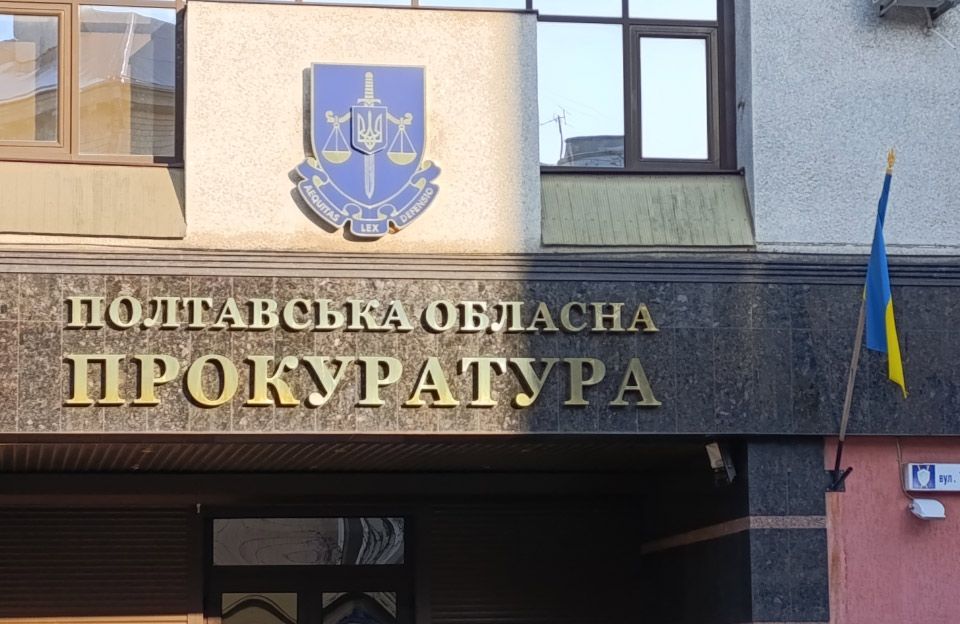 AEQUITAS LEX DEFENSIO
ПОЛТАВСЬКА ОБЛАСНА
ПРОКУРАТУРА
вул.